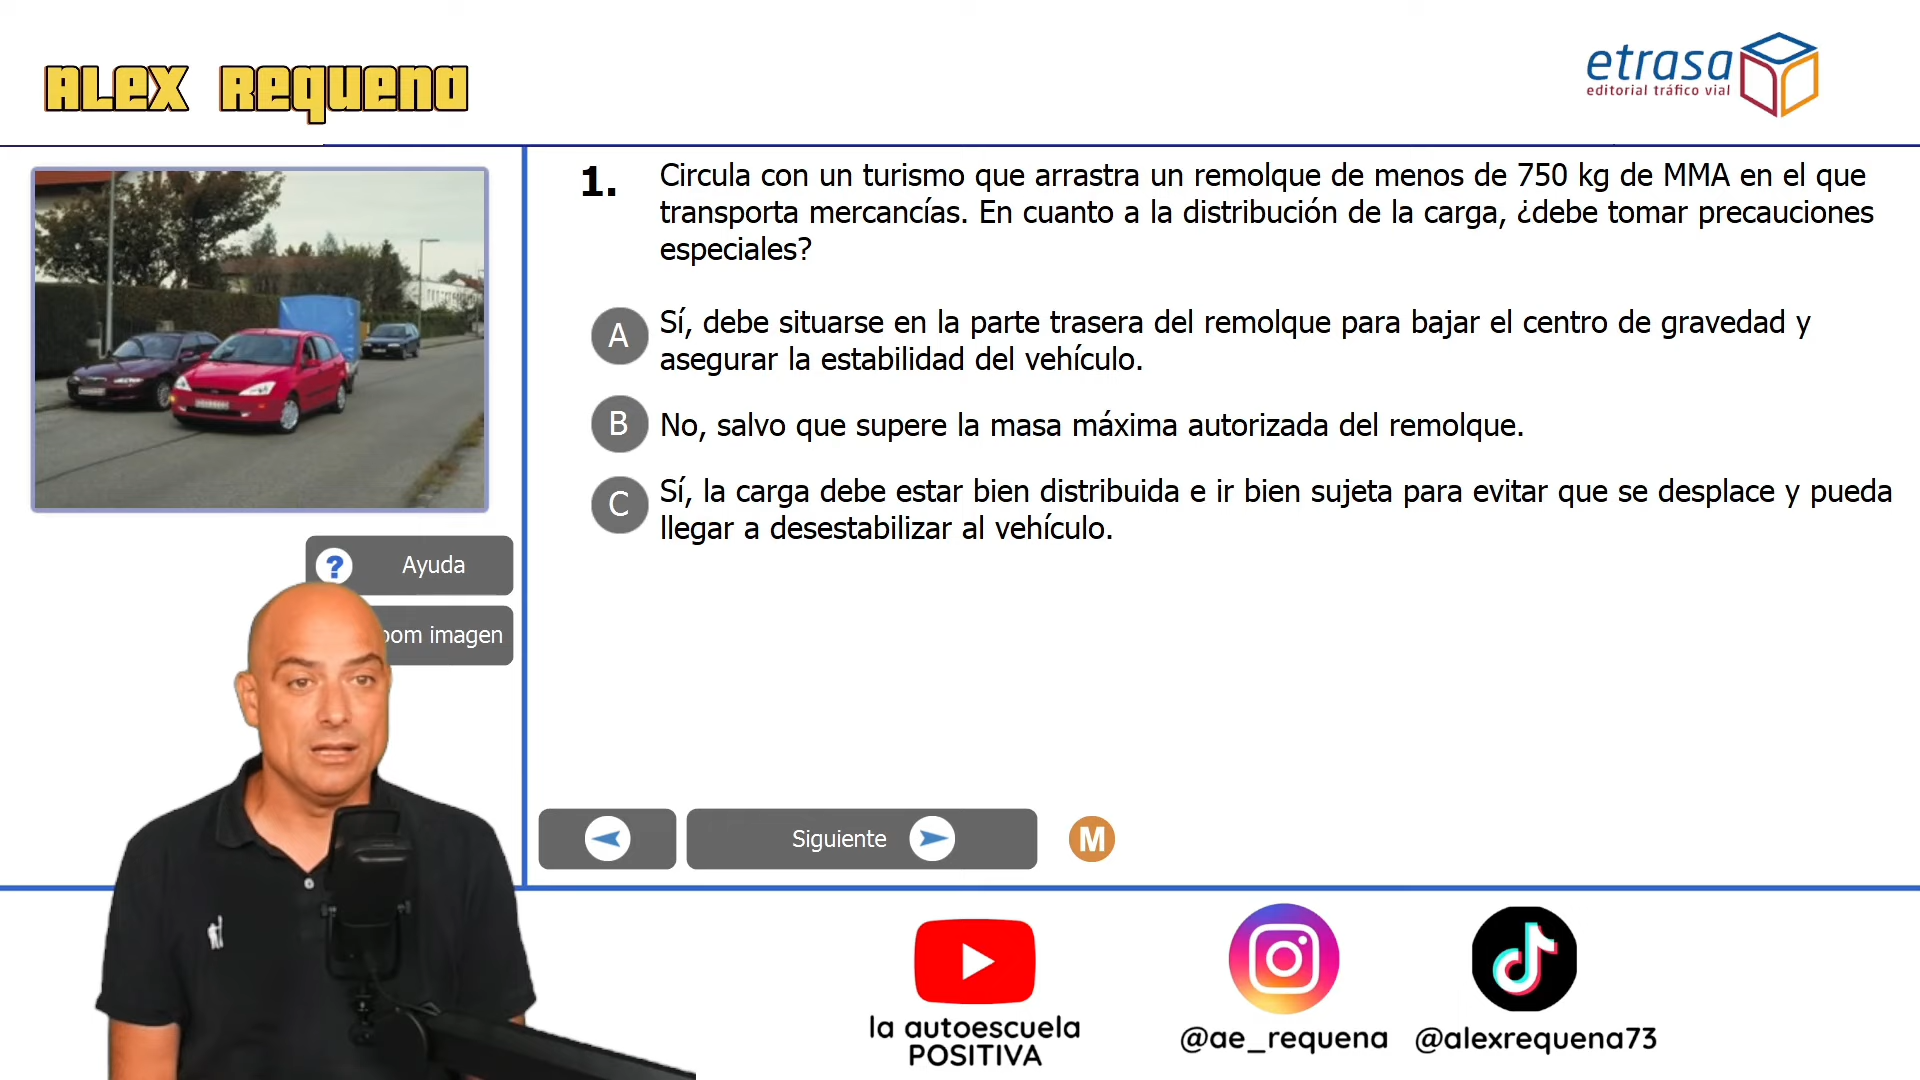 ALEX REQUENA
etrasa
editorial tráfico vial
1.
Circula con un turismo que arrastra un remolque de menos de 750 kg de MMA en el que
transporta mercancías. En cuanto a la distribución de la carga, ¿debe tomar precauciones
especiales?
A
Sí, debe situarse en la parte trasera del remolque para bajar el centro de gravedad y
asegurar la estabilidad del vehículo.
B
No, salvo que supere la masa máxima autorizada del remolque.
C
Sí, la carga debe estar bien distribuida e ir bien sujeta para evitar que se desplace y pueda
llegar a desestabilizar al vehículo.
? Ayuda
oom imagen
Siguiente
M
la autoescuela
POSITIVA
@ae_requena
@alexrequena73